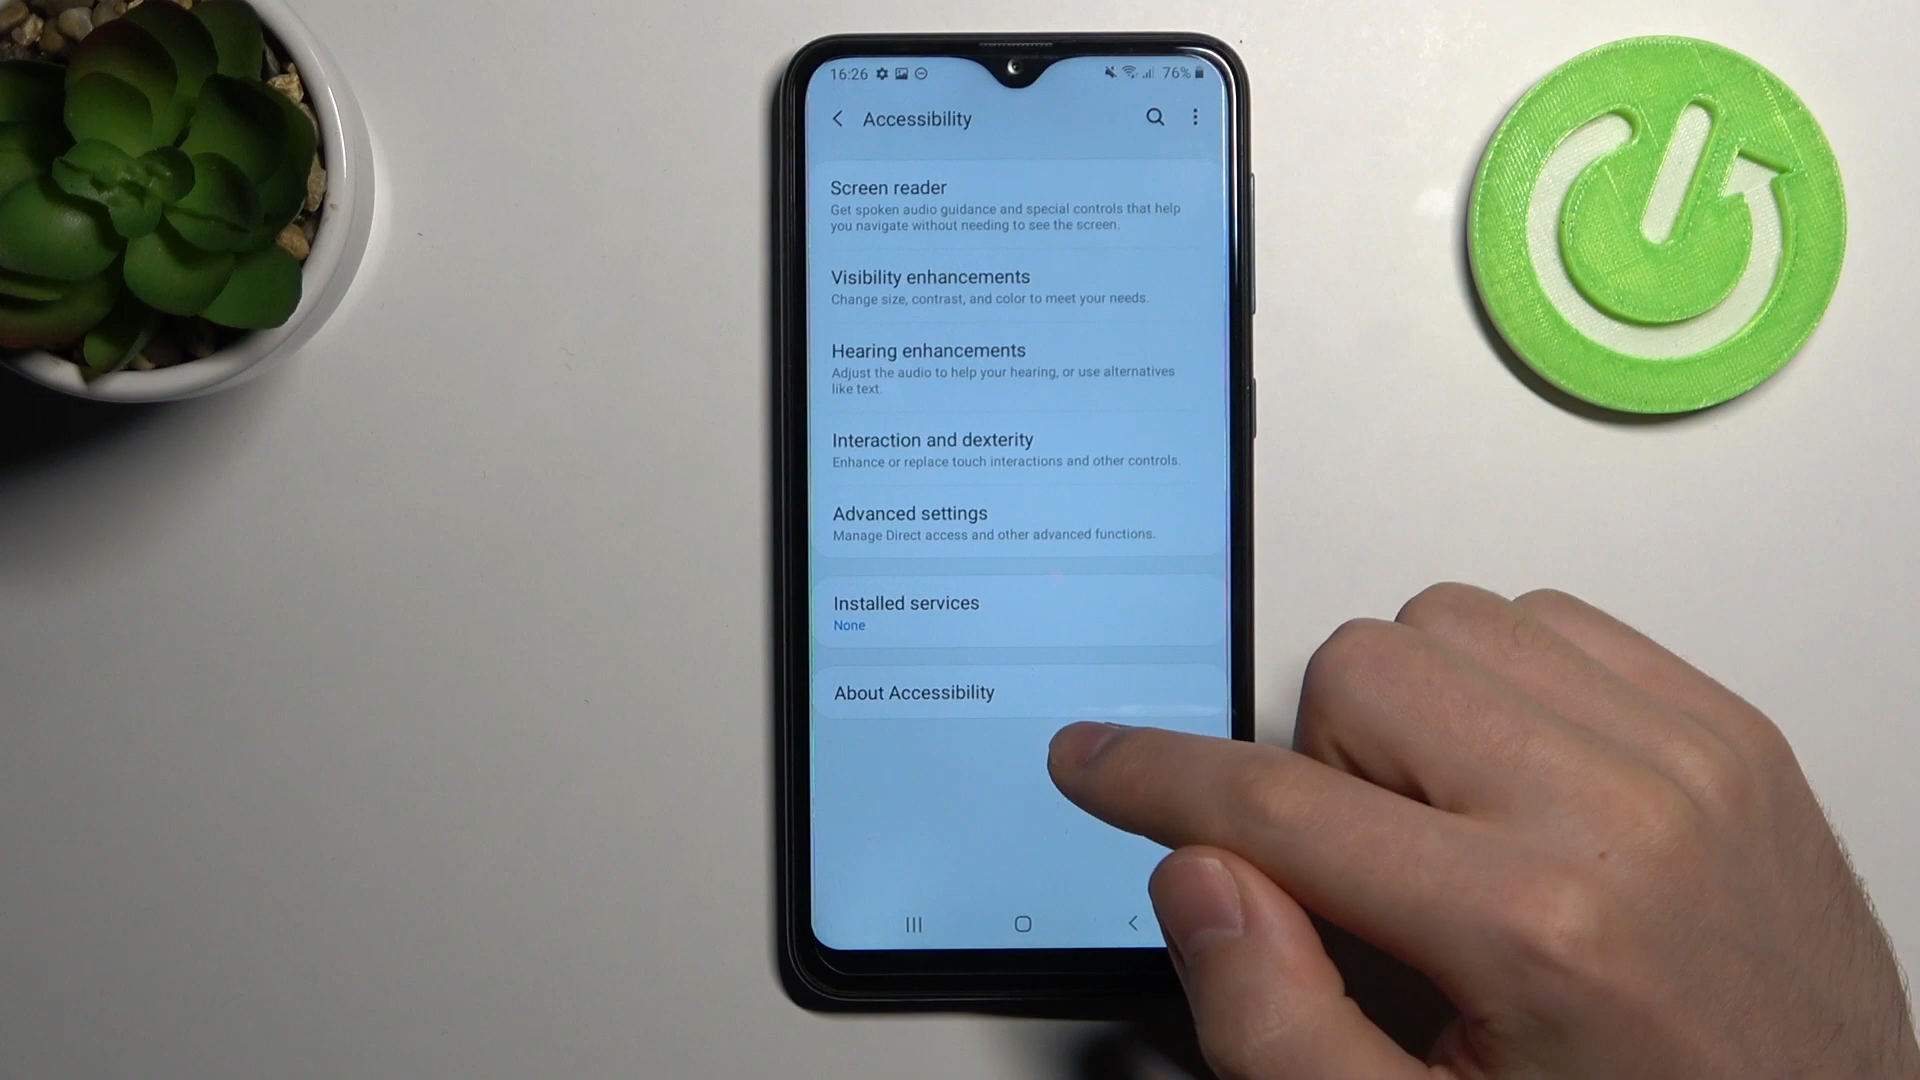 16:26 76%
Accessibility
Screen reader
Get spoken audio guidance and special controls that help
you navigate without needing to see the screen.
Visibility enhancements
Change size, contrast, and color to meet your needs.
Hearing enhancements
Adjust the audio to help your hearing, or use alternatives
like text.
Interaction and dexterity
Enhance or replace touch interactions and other controls.
Advanced settings
Manage Direct access and other advanced functions.
Installed services
None
About Accessibility